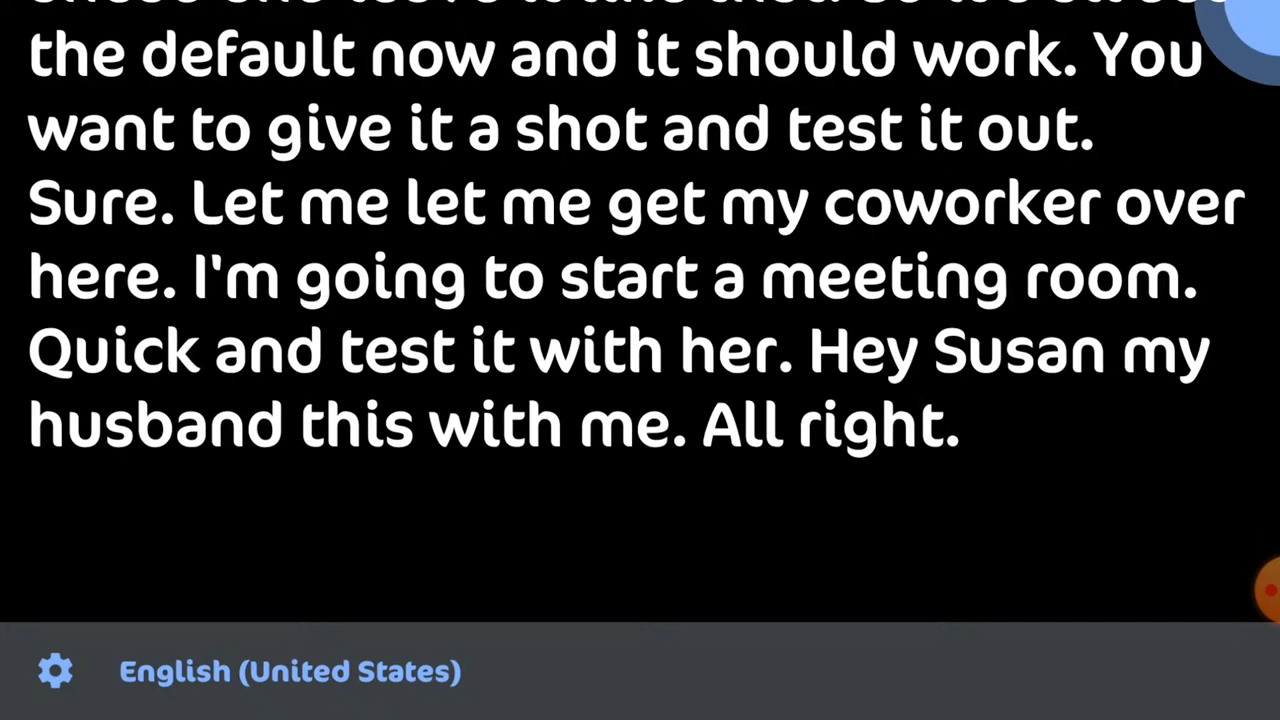 the default now and it should work. You
want to give it a shot and test it out.
Sure. Let me let me get my coworker over
here. I'm going to start a meeting room.
Quick and test it with her. Hey Susan my
husband this with me. All right.
English (United States)